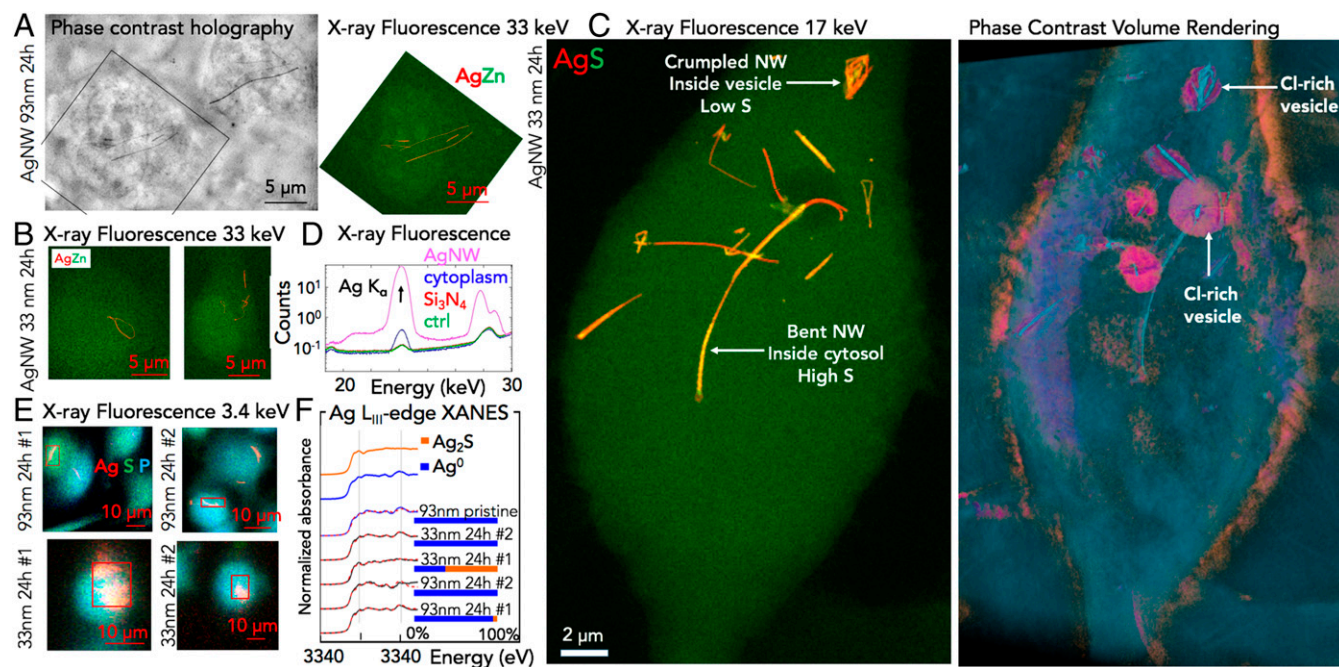 A
Phase contrast holography
AgNW 93nm 24h
5 µm
X-ray Fluorescence 33 keV
AgZn
5 µm
B
X-ray Fluorescence 33 keV
AgNW 33 nm 24h
AgZn
5 µm
5 µm
D
X-ray Fluorescence
AgNW
cytoplasm
Si3N4
ctrl
Ag Kα
Counts
10^1
10^0
10^-1
20
30
Energy (keV)
E
X-ray Fluorescence 3.4 keV
93nm 24h #1
Ag S P
10 µm
93nm 24h #2
10 µm
33nm 24h #1
10 µm
33nm 24h #2
10 µm
F
Ag LIII-edge XANES
Normalized absorbance
Ag2S
Ag0
93nm pristine
33nm 24h #2
33nm 24h #1
93nm 24h #2
93nm 24h #1
0%
100%
3340
3340
Energy (eV)
C
X-ray Fluorescence 17 keV
AgNW 33 nm 24h
AgS
Crumpled NW
Inside vesicle
Low S
Bent NW
Inside cytosol
High S
2 µm
Phase Contrast Volume Rendering
Cl-rich
vesicle
Cl-rich
vesicle